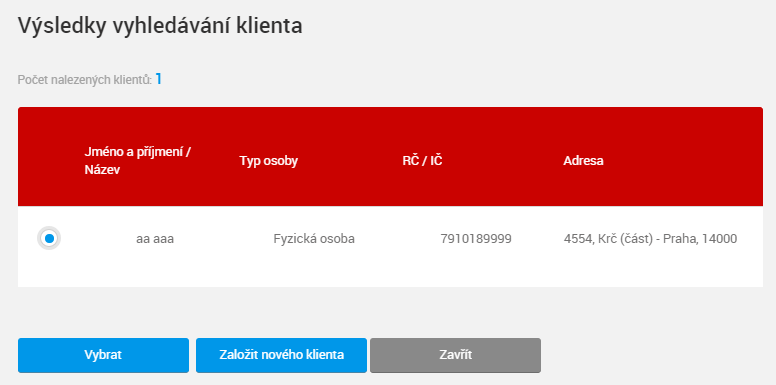 Výsledky vyhledávání klienta
Počet nalezených klientů: 1
Jméno a příjmení /
Název
Typ osoby
RČ / IČ
Adresa
aa aaa
Fyzická osoba
7910189999
4554, Krč (část) - Praha, 14000
Vybrat
Založit nového klienta
Zavřít